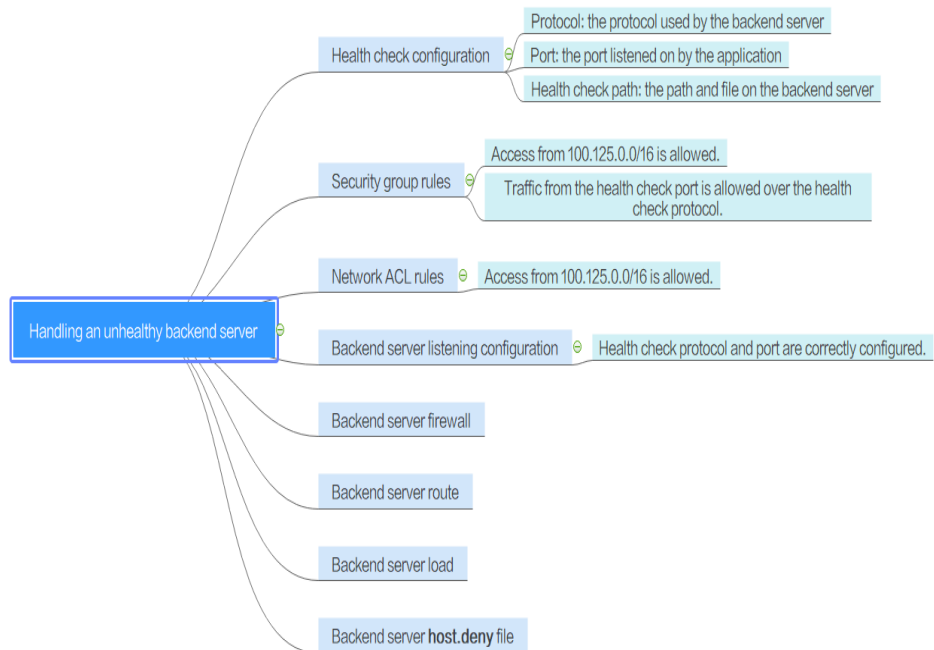 Handling an unhealthy backend server
Health check configuration
Protocol: the protocol used by the backend server
Port: the port listened on by the application
Health check path: the path and file on the backend server
Security group rules
Access from 100.125.0.0/16 is allowed.
Traffic from the health check port is allowed over the health
check protocol.
Network ACL rules
Access from 100.125.0.0/16 is allowed.
Backend server listening configuration
Health check protocol and port are correctly configured.
Backend server firewall
Backend server route
Backend server load
Backend server host.deny file